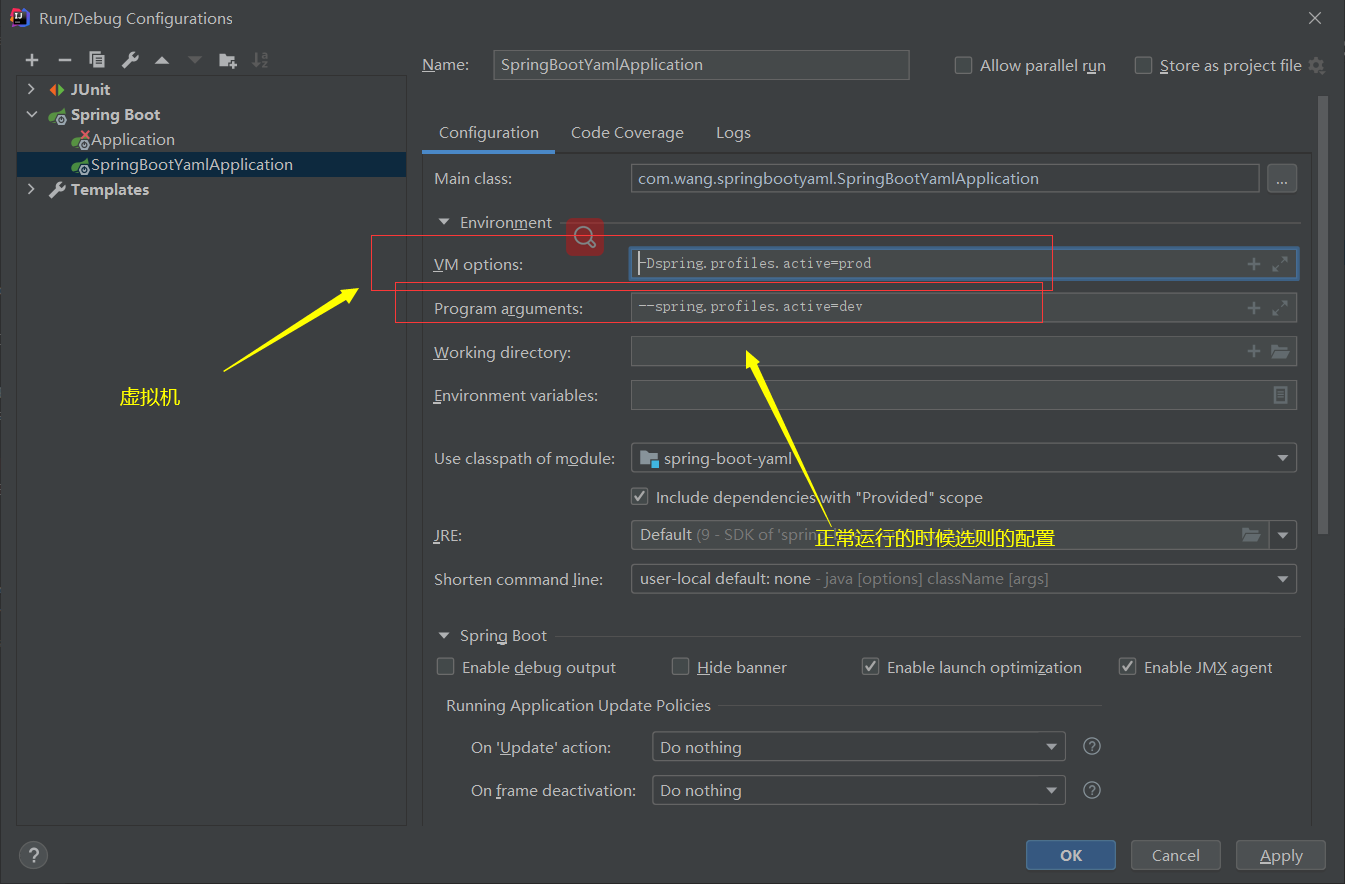 Run/Debug Configurations
JUnit
Spring Boot
Application
SpringBootYamlApplication
Templates
Name: SpringBootYamlApplication
Allow parallel run
Store as project file
Configuration Code Coverage Logs
Main class: com.wang.springbootyaml.SpringBootYamlApplication ...
Environment
VM options: -Dspring.profiles.active=prod
Program arguments: --spring.profiles.active=dev
Working directory:
虚拟机
Environment variables:
Use classpath of module: spring-boot-yaml
Include dependencies with "Provided" scope
JRE: Default (9 - SDK of 'spring
正常运行的时候选则的配置
Shorten command line: user-local default: none - java [options] className [args]
Spring Boot
Enable debug output Hide banner Enable launch optimization Enable JMX agent
Running Application Update Policies
On 'Update' action: Do nothing ?
On frame deactivation: Do nothing ?
? OK Cancel Apply